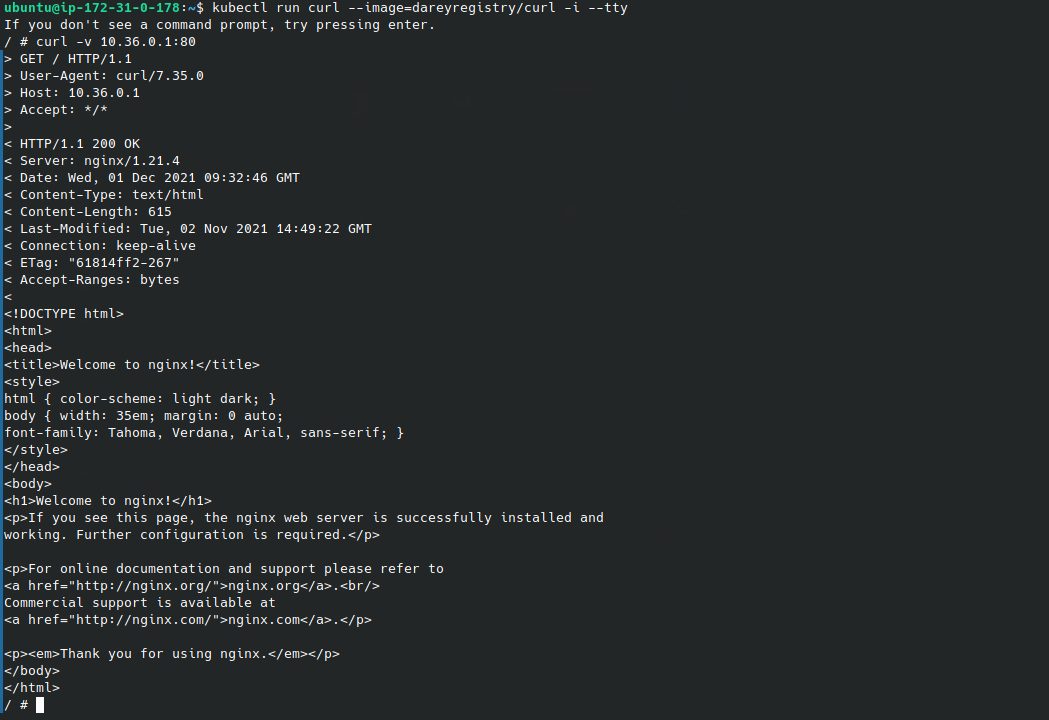 ubuntu@ip-172-31-0-178:~$ kubectl run curl --image=dareyregistry/curl -i --tty
If you don't see a command prompt, try pressing enter.
/ # curl -v 10.36.0.1:80
> GET / HTTP/1.1
> User-Agent: curl/7.35.0
> Host: 10.36.0.1
> Accept: */*
>
< HTTP/1.1 200 OK
< Server: nginx/1.21.4
< Date: Wed, 01 Dec 2021 09:32:46 GMT
< Content-Type: text/html
< Content-Length: 615
< Last-Modified: Tue, 02 Nov 2021 14:49:22 GMT
< Connection: keep-alive
< ETag: "61814ff2-267"
< Accept-Ranges: bytes
<
<!DOCTYPE html>
<html>
<head>
<title>Welcome to nginx!</title>
<style>
html { color-scheme: light dark; }
body { width: 35em; margin: 0 auto;
font-family: Tahoma, Verdana, Arial, sans-serif; }
</style>
</head>
<body>
<h1>Welcome to nginx!</h1>
<p>If you see this page, the nginx web server is successfully installed and
working. Further configuration is required.</p>

<p>For online documentation and support please refer to
<a href="http://nginx.org/">nginx.org</a>.<br/>
Commercial support is available at
<a href="http://nginx.com/">nginx.com</a>.</p>

<p><em>Thank you for using nginx.</em></p>
</body>
</html>
/ #